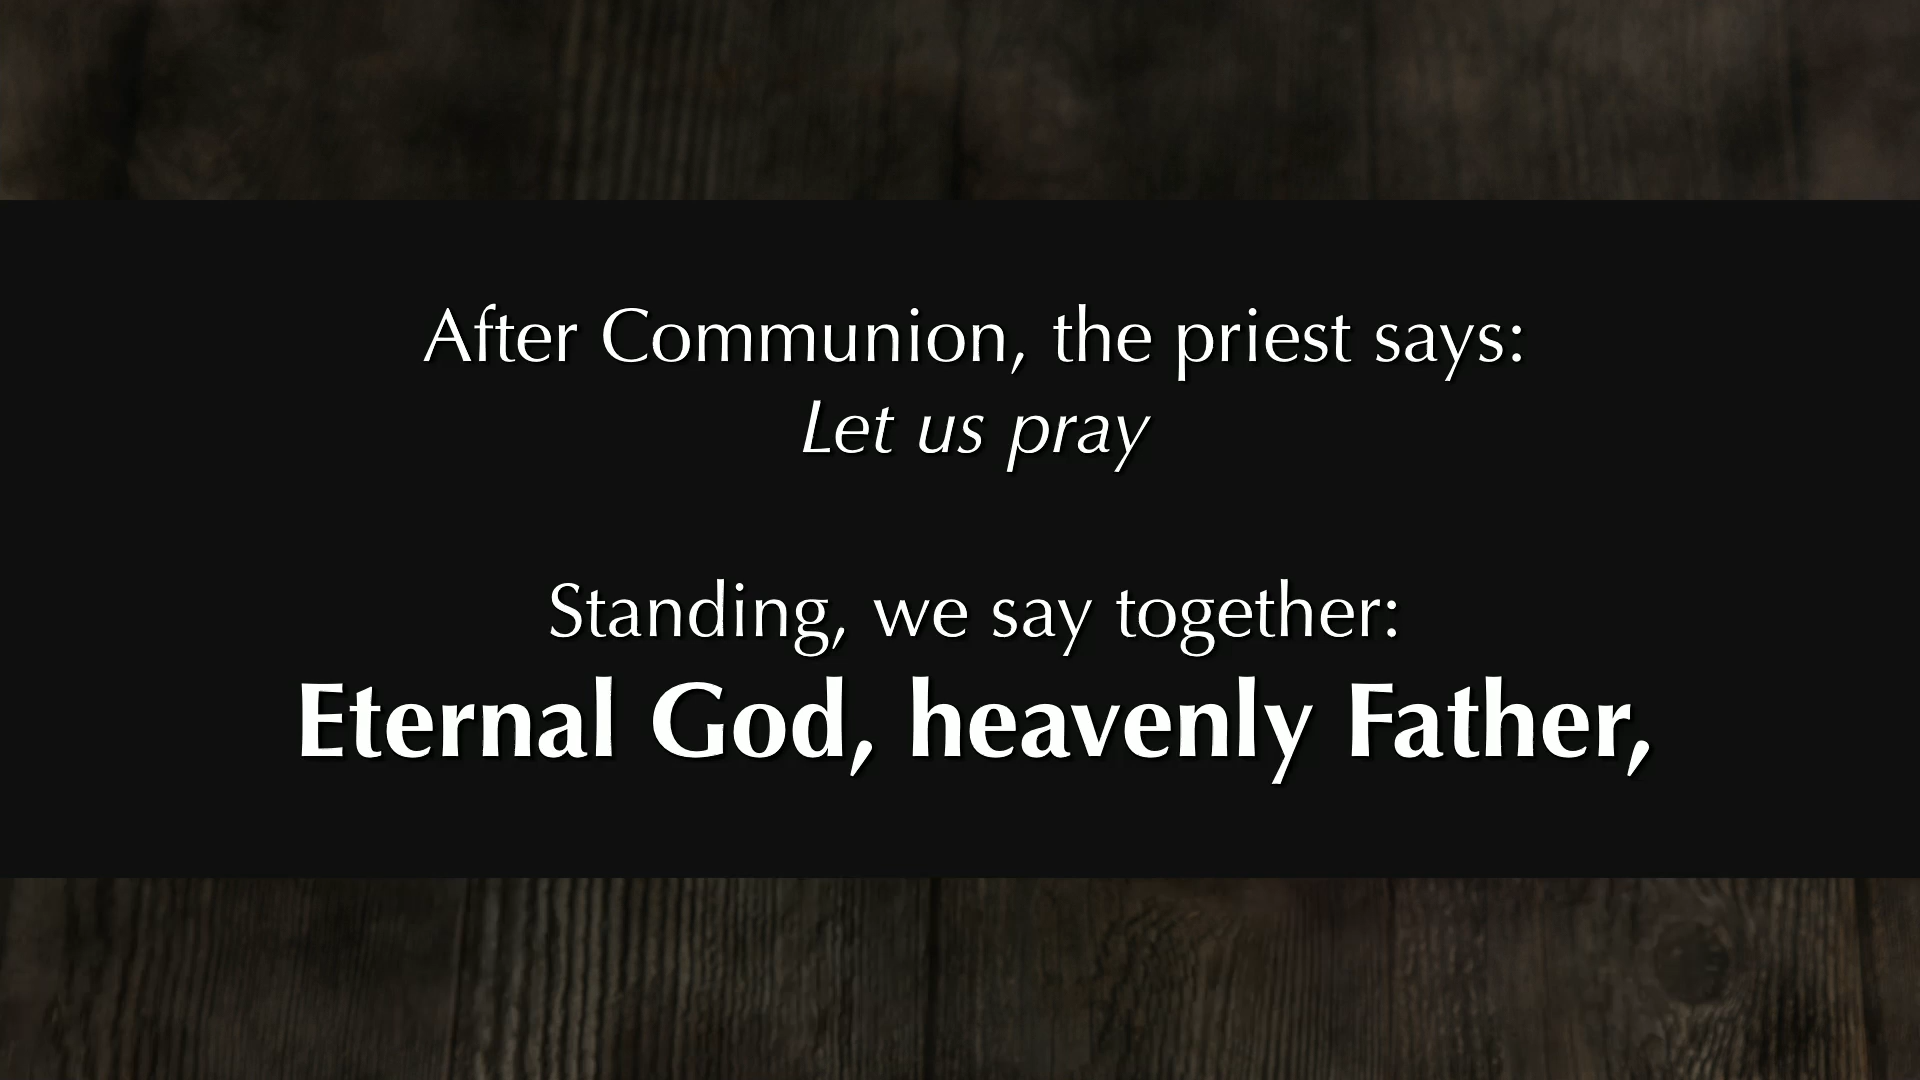 After Communion, the priest says:
Let us pray
Standing, we say together:
Eternal God, heavenly Father,